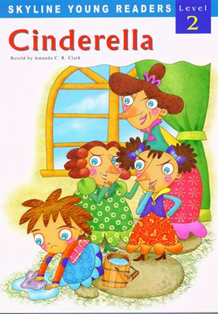 SKYLINE YOUNG READERS
Level
2
Cinderella
Retold by Amanda C. R. Clark